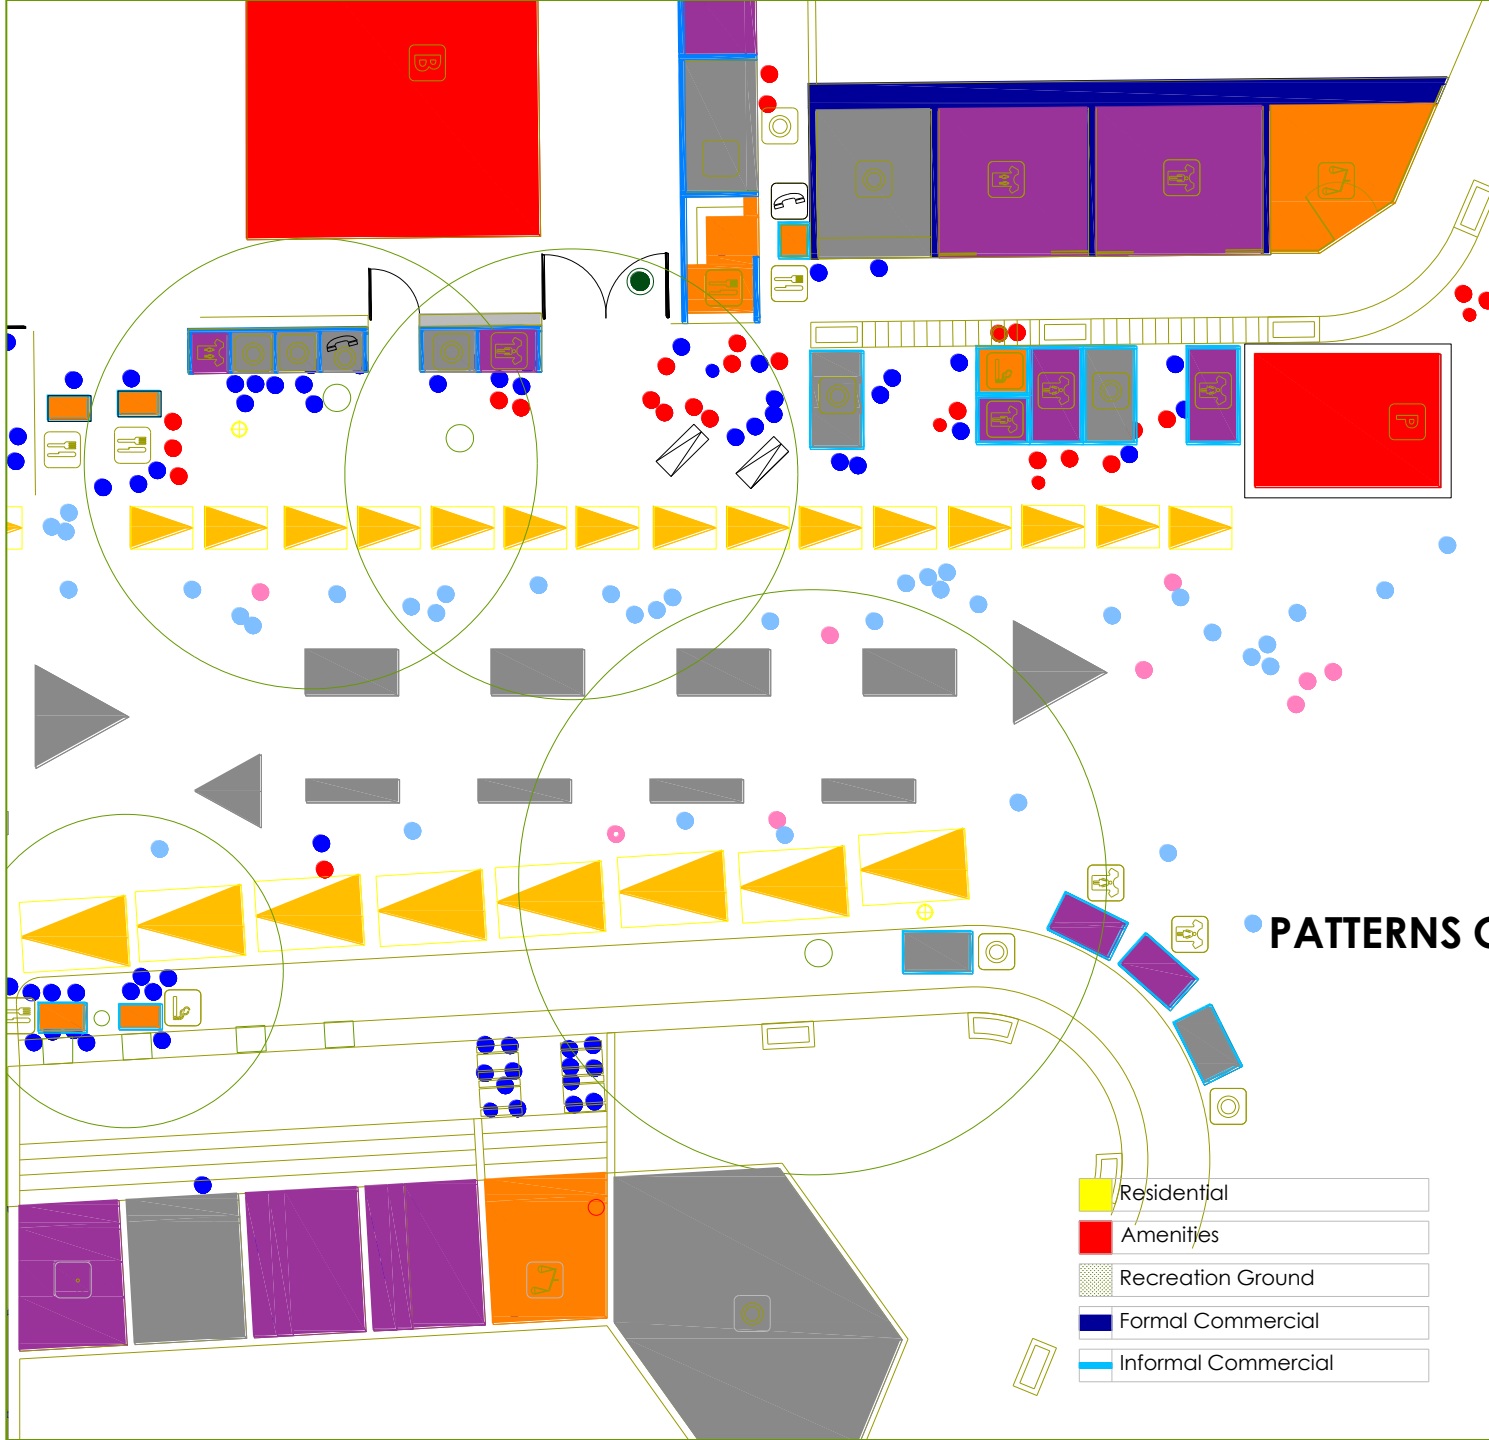 B
P
PATTERNS
Residential
Amenities
Recreation Ground
Formal Commercial
Informal Commercial